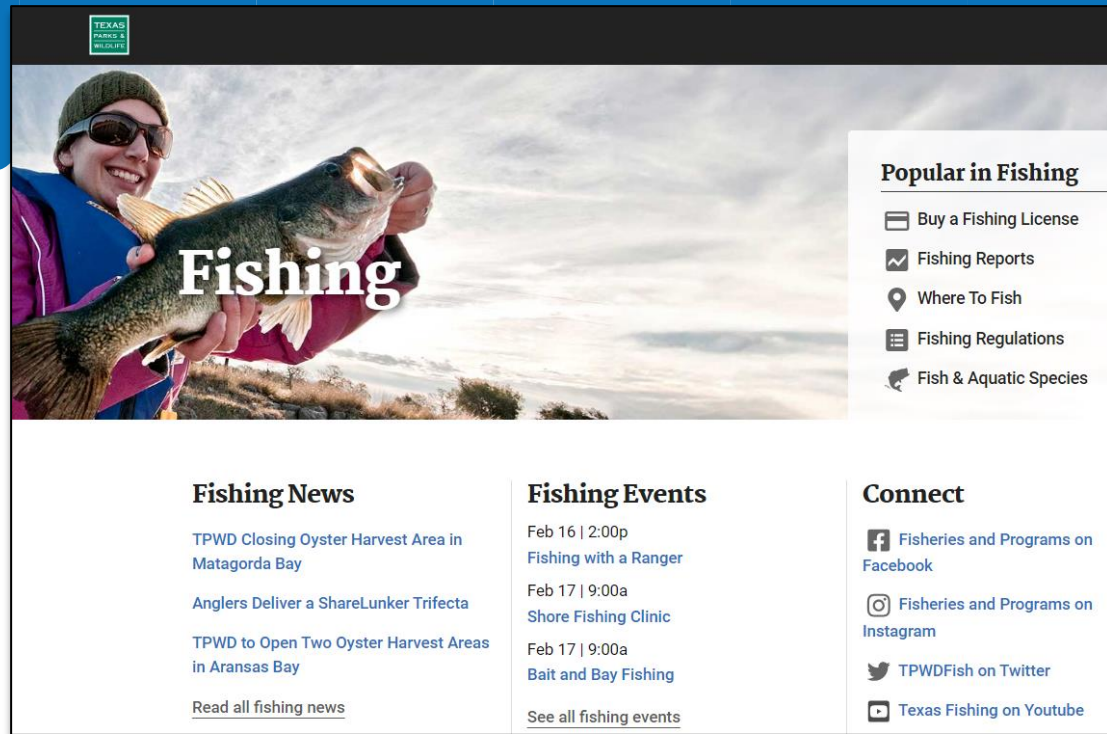 TEXAS
PARKS &
WILDLIFE
Fishing
Popular in Fishing
Buy a Fishing License
Fishing Reports
Where To Fish
Fishing Regulations
Fish & Aquatic Species
Fishing News
TPWD Closing Oyster Harvest Area in
Matagorda Bay
Anglers Deliver a ShareLunker Trifecta
TPWD to Open Two Oyster Harvest Areas
in Aransas Bay
Read all fishing news
Fishing Events
Feb 16 | 2:00p
Fishing with a Ranger
Feb 17 | 9:00a
Shore Fishing Clinic
Feb 17 | 9:00a
Bait and Bay Fishing
See all fishing events
Connect
Fisheries and Programs on
Facebook
Fisheries and Programs on
Instagram
TPWDFish on Twitter
Texas Fishing on Youtube